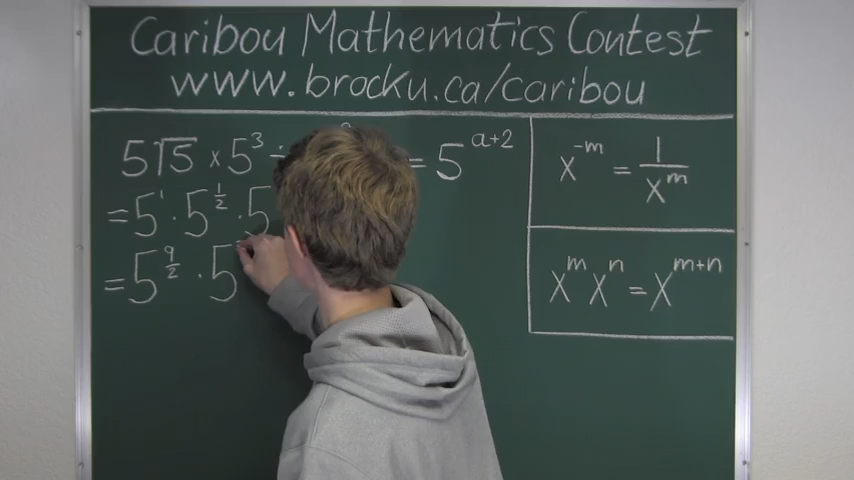 Caribou Mathematics Contest
www.brocku.ca/caribou
5√5 × 5³ ÷ = 5^{a+2}
= 5¹ · 5^{1/2} · 5
= 5^{9/2} · 5
x^{-m} = 1/x^m
x^m x^n = x^{m+n}